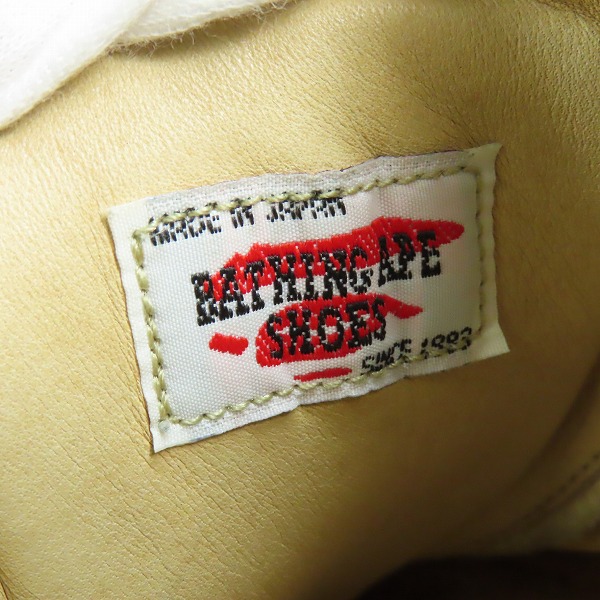 MADE IN JAPAN
BATHING APE
SHOES
SINCE 1993